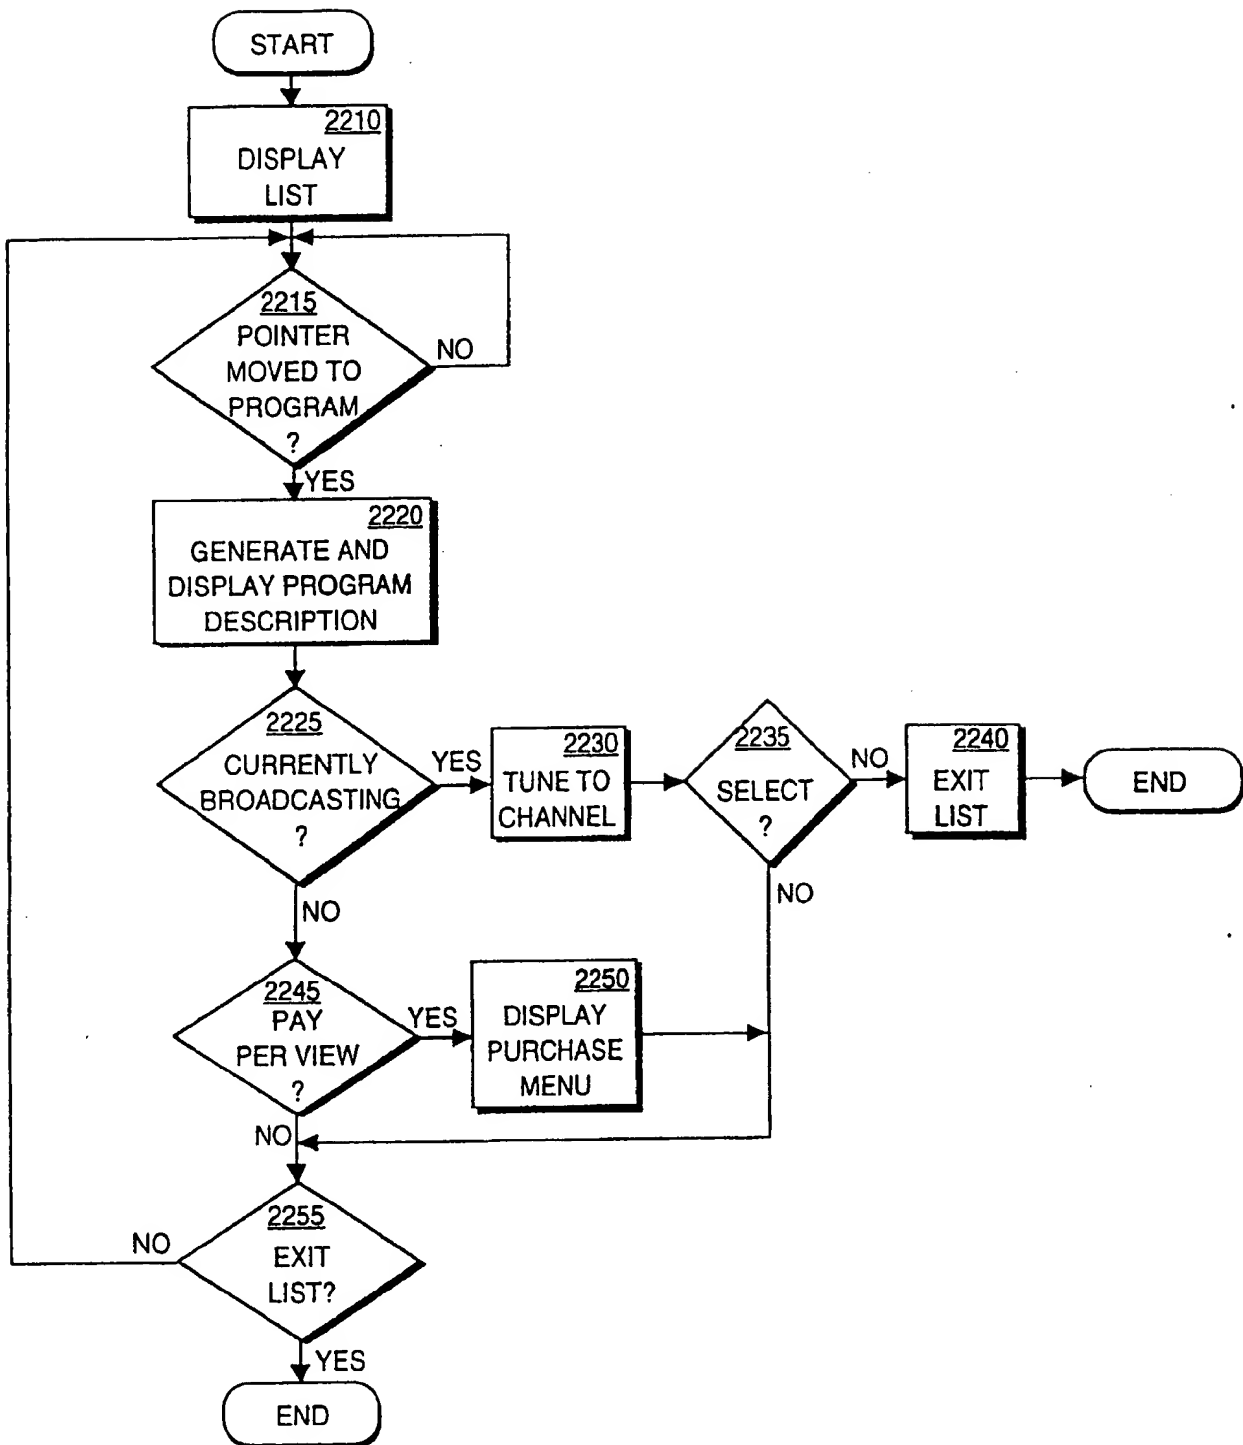 START
2210
DISPLAY
LIST
2215
POINTER
MOVED TO
PROGRAM
?
NO
YES
2220
GENERATE AND
DISPLAY PROGRAM
DESCRIPTION
2225
CURRENTLY
BROADCASTING
?
YES
2230
TUNE TO
CHANNEL
2235
SELECT
?
NO
2240
EXIT
LIST
END
NO
NO
2245
PAY
PER VIEW
?
YES
2250
DISPLAY
PURCHASE
MENU
NO
2255
EXIT
LIST?
NO
YES
END